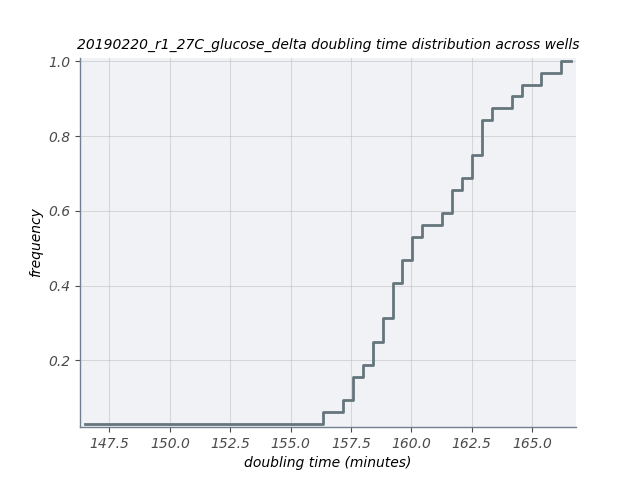 20190220_r1_27C_glucose_delta doubling time distribution across wells
1.0
0.8
0.6
0.4
0.2
frequency
147.5 150.0 152.5 155.0 157.5 160.0 162.5 165.0
doubling time (minutes)